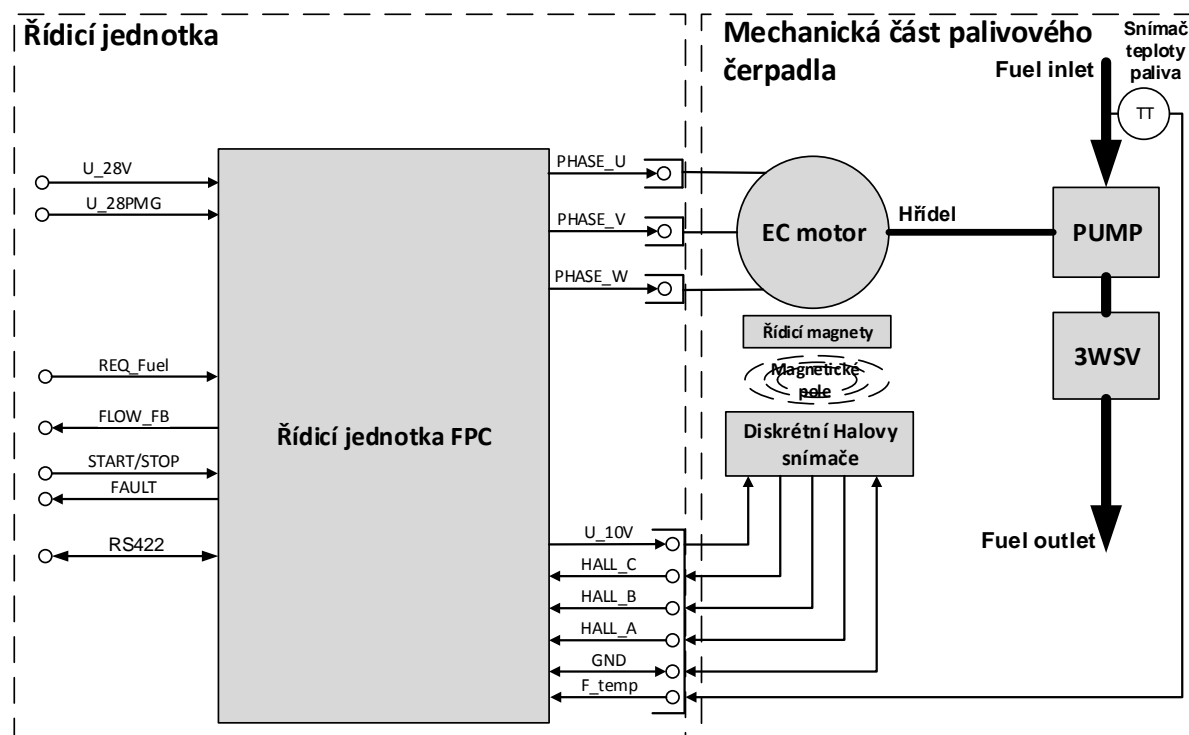 Řídicí jednotka
Mechanická část palivového
čerpadla
Snímač
teploty
paliva
Fuel inlet
TT
U_28V
U_28PMG
PHASE_U
PHASE_V
PHASE_W
EC motor
Hřídel
PUMP
Řídicí magnety
3WSV
Magnetické
pole
REQ_Fuel
FLOW_FB
START/STOP
FAULT
RS422
Řídicí jednotka FPC
Diskrétní Halovy
snímače
U_10V
HALL_C
HALL_B
HALL_A
GND
F_temp
Fuel outlet